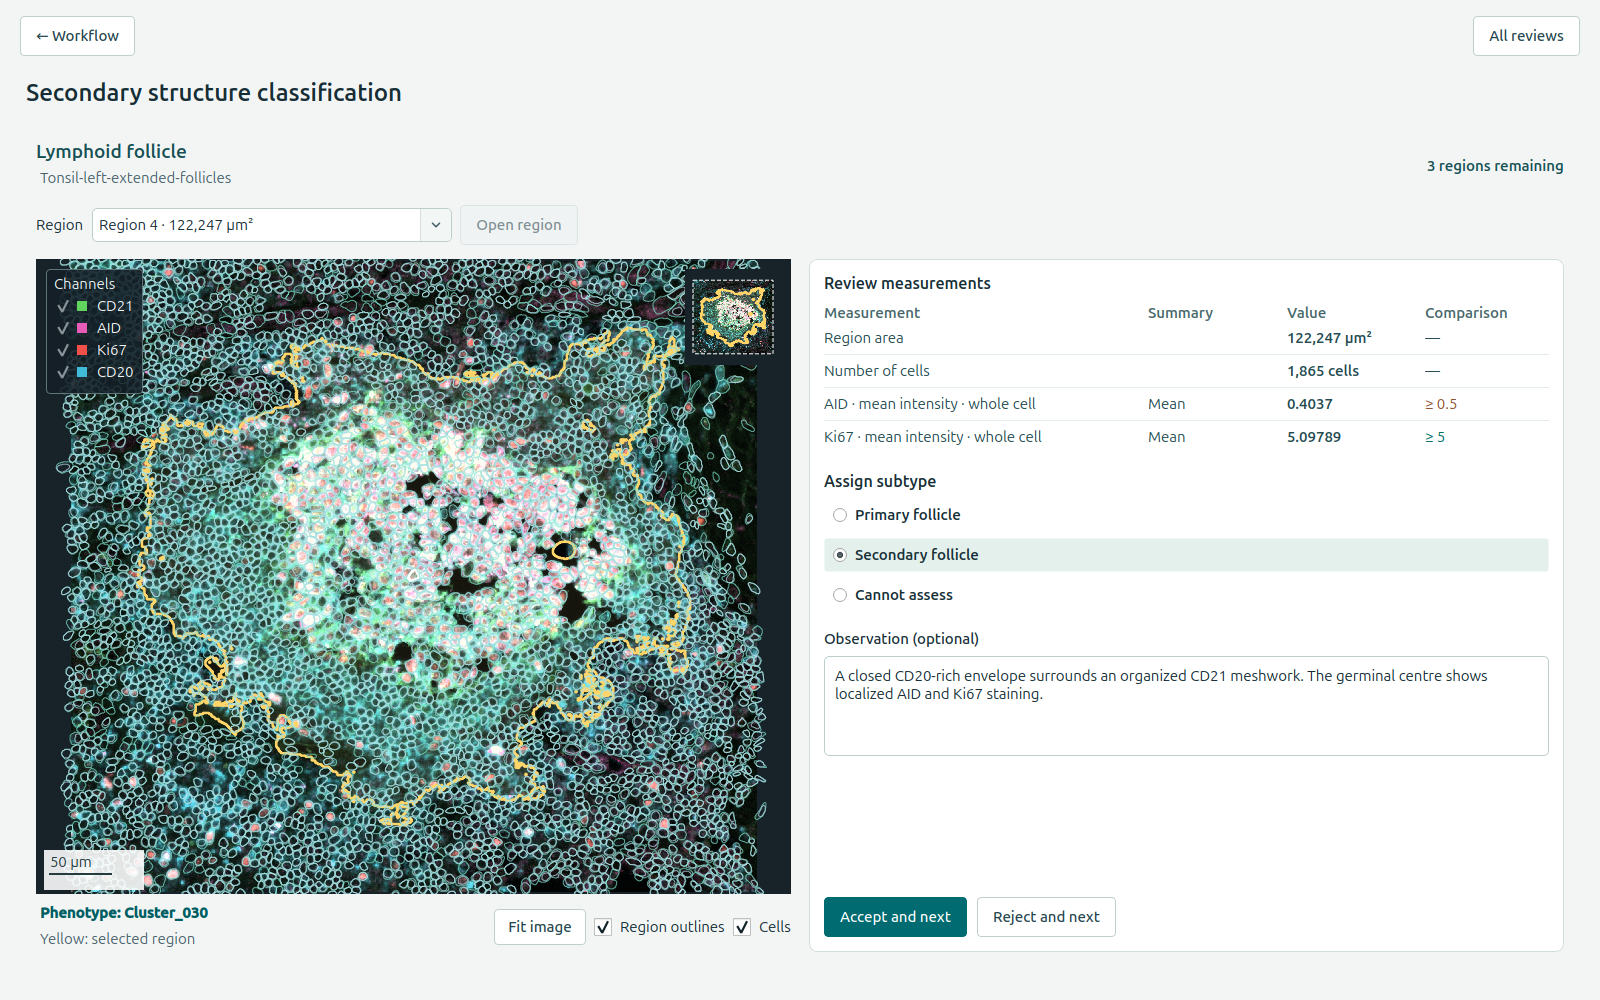 ← Workflow
All reviews
Secondary structure classification
Lymphoid follicle
Tonsil-left-extended-follicles
3 regions remaining
Region
Region 4 · 122,247 µm²
Open region
Channels
CD21
AID
Ki67
CD20
50 µm
Phenotype: Cluster_030
Yellow: selected region
Fit image
Region outlines
Cells
Review measurements
Measurement Summary Value Comparison
Region area 122,247 µm² —
Number of cells 1,865 cells —
AID · mean intensity · whole cell Mean 0.4037 ≥ 0.5
Ki67 · mean intensity · whole cell Mean 5.09789 ≥ 5
Assign subtype
Primary follicle
Secondary follicle
Cannot assess
Observation (optional)
A closed CD20-rich envelope surrounds an organized CD21 meshwork. The germinal centre shows
localized AID and Ki67 staining.
Accept and next
Reject and next